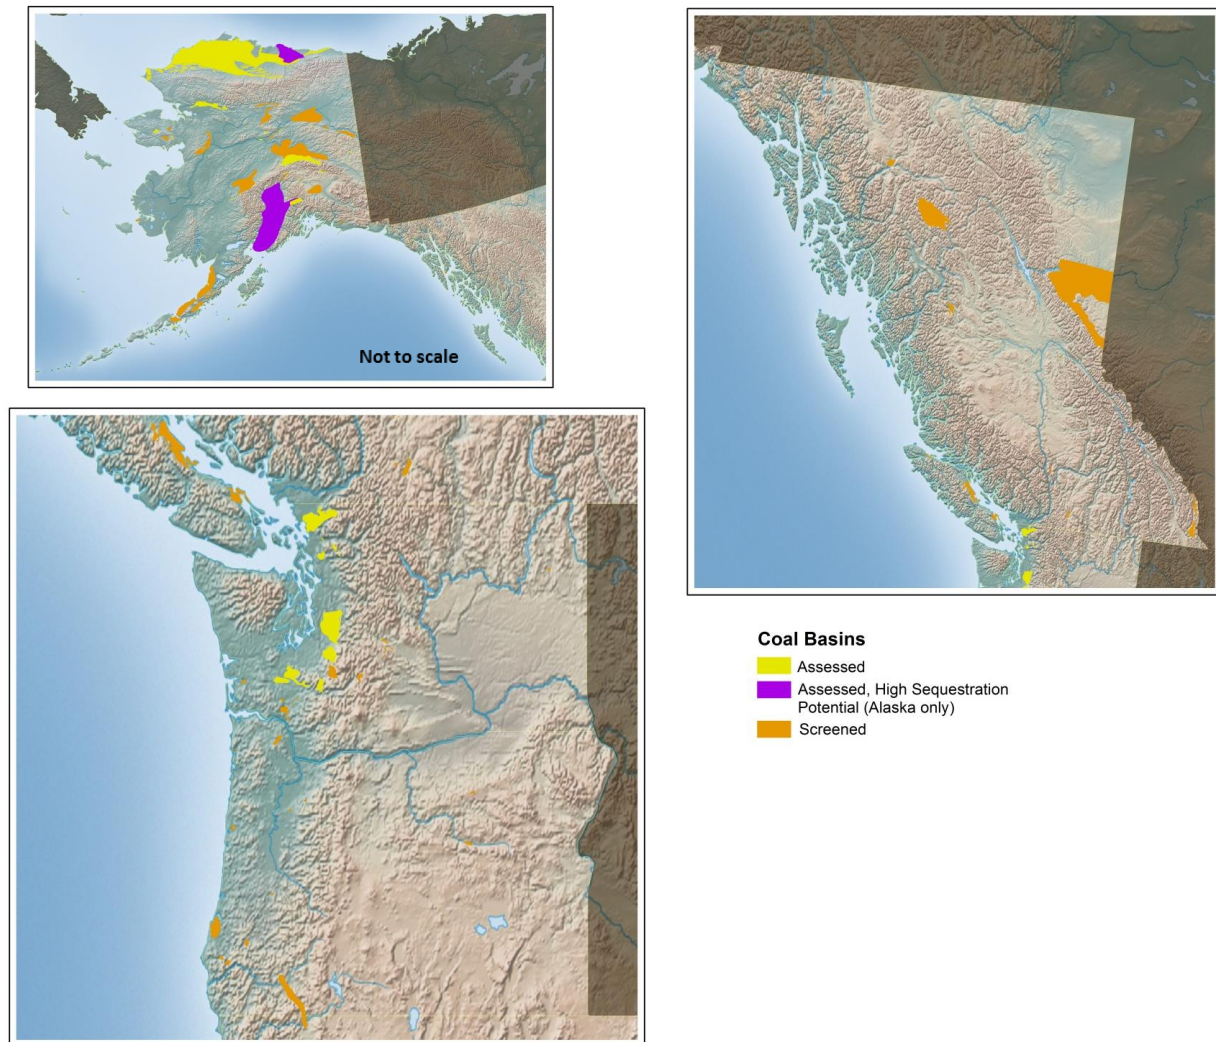 Not to scale
Coal Basins
Assessed
Assessed, High Sequestration
Potential (Alaska only)
Screened